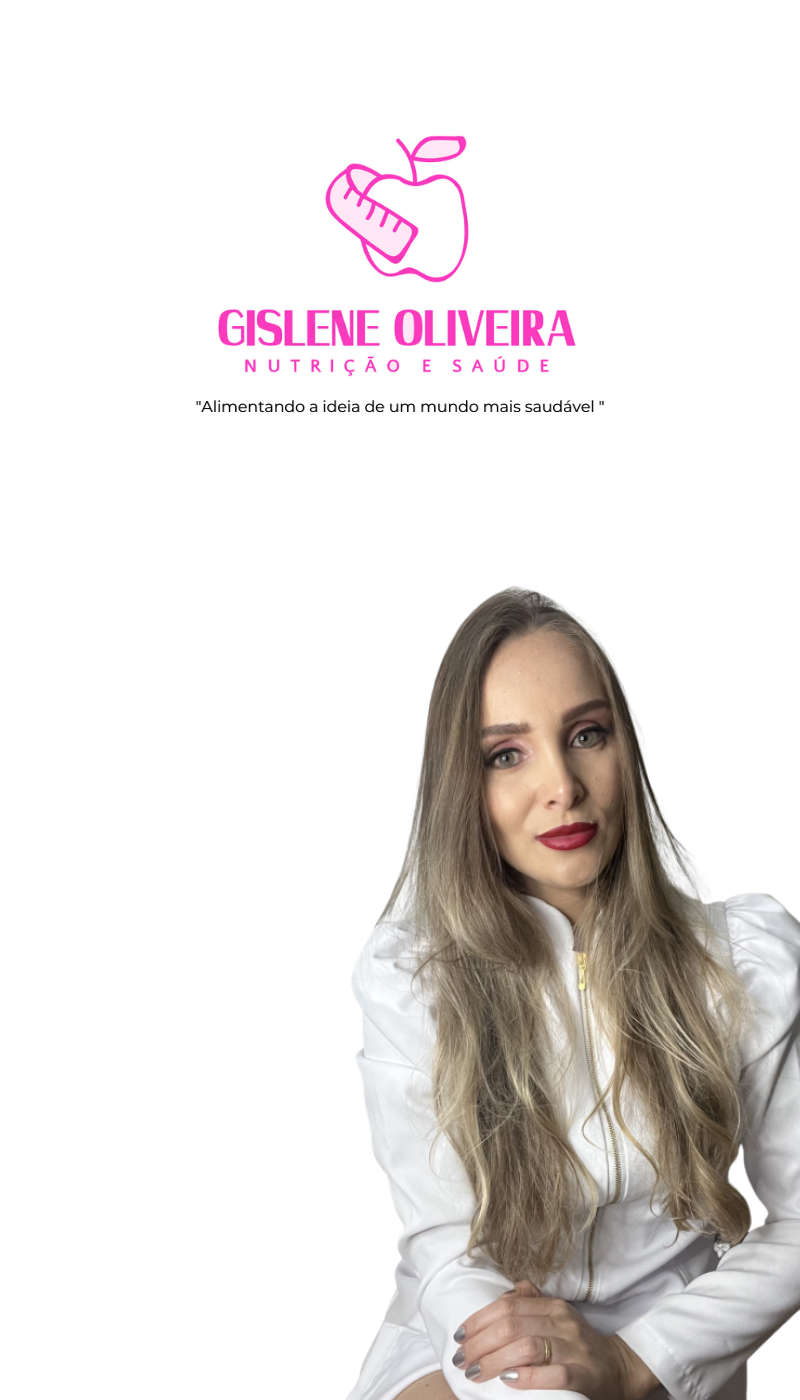 GISLENE OLIVEIRA
NUTRIÇÃO E SAÚDE
"Alimentando a ideia de um mundo mais saudável "